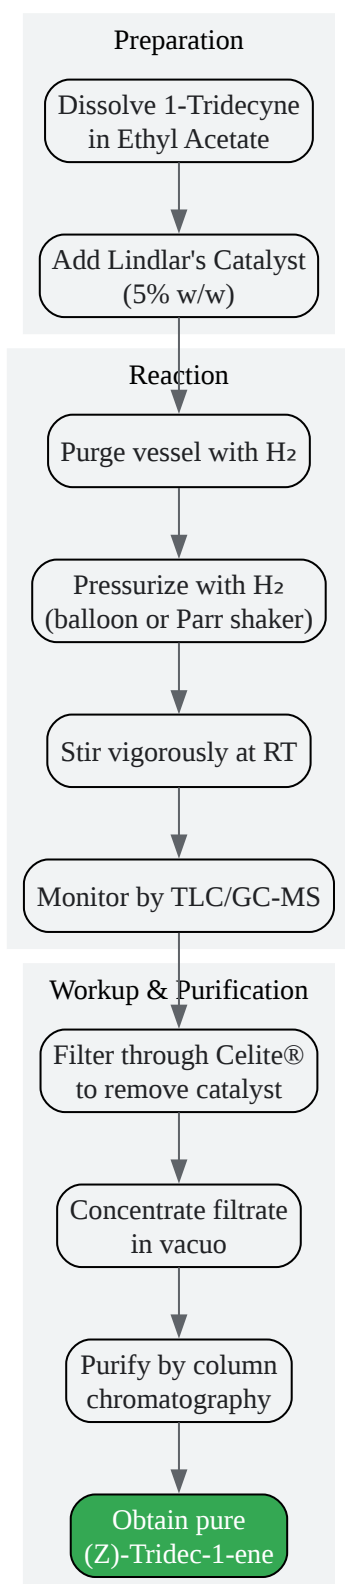 Preparation
Dissolve 1-Tridecyne
in Ethyl Acetate
Add Lindlar's Catalyst
(5% w/w)
Reaction
Purge vessel with H₂
Pressurize with H₂
(balloon or Parr shaker)
Stir vigorously at RT
Monitor by TLC/GC-MS
Workup & Purification
Filter through Celite®
to remove catalyst
Concentrate filtrate
in vacuo
Purify by column
chromatography
Obtain pure
(Z)-Tridec-1-ene